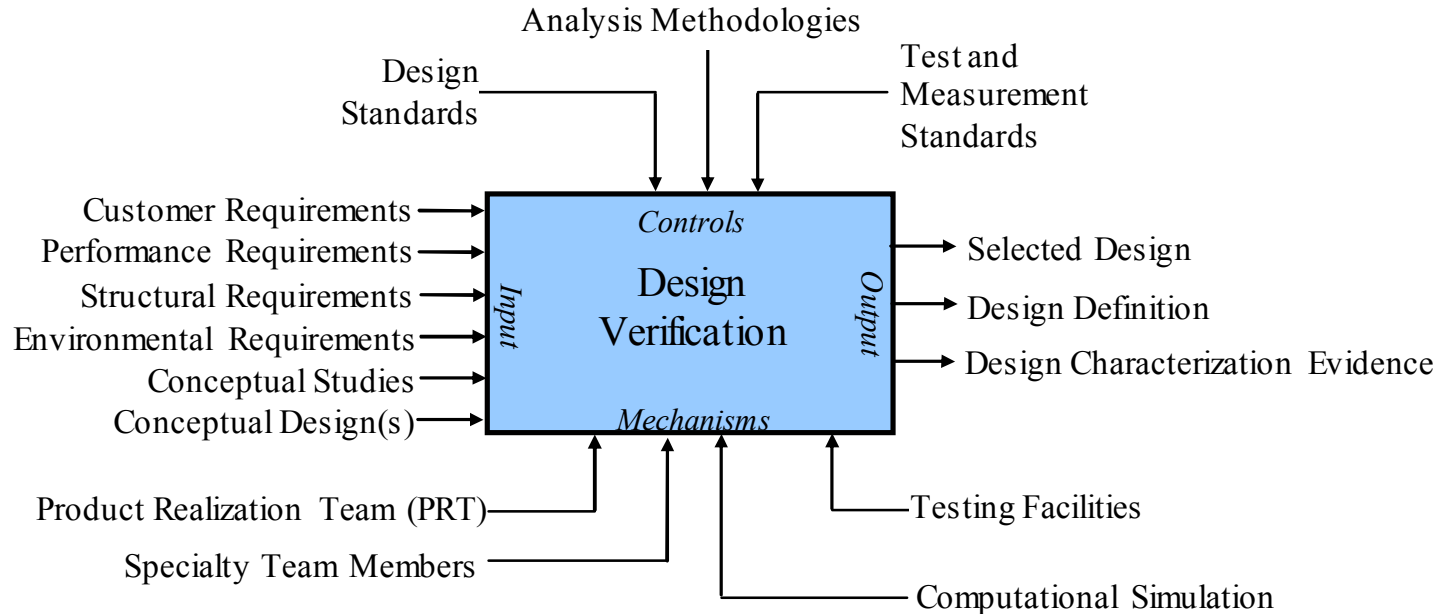 Analysis Methodologies
Design
Standards
Test and
Measurement
Standards
Customer Requirements
Performance Requirements
Structural Requirements
Environmental Requirements
Conceptual Studies
Conceptual Design(s)
Controls
Input
Design
Verification
Output
Mechanisms
Selected Design
Design Definition
Design Characterization Evidence
Product Realization Team (PRT)
Specialty Team Members
Testing Facilities
Computational Simulation